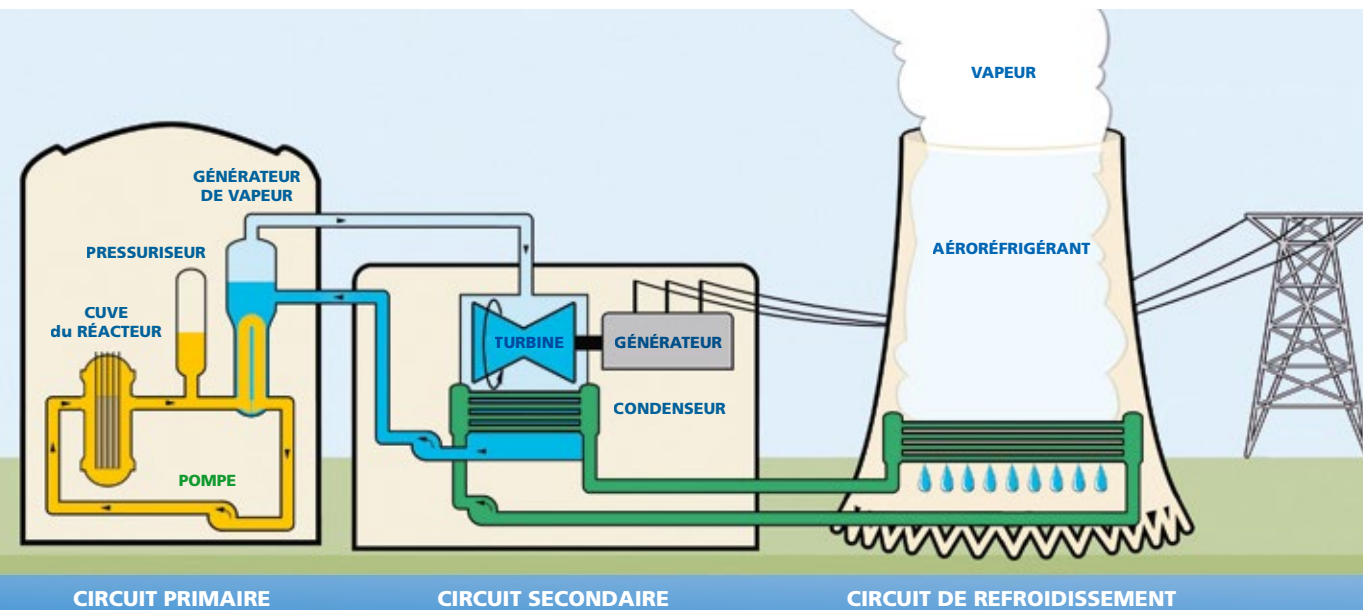 VAPEUR
GÉNÉRATEUR
DE VAPEUR
PRESSURISEUR
AÉRORÉFRIGÉRANT
CUVE
du RÉACTEUR
TURBINE
GÉNÉRATEUR
CONDENSEUR
POMPE
CIRCUIT PRIMAIRE
CIRCUIT SECONDAIRE
CIRCUIT DE REFROIDISSEMENT